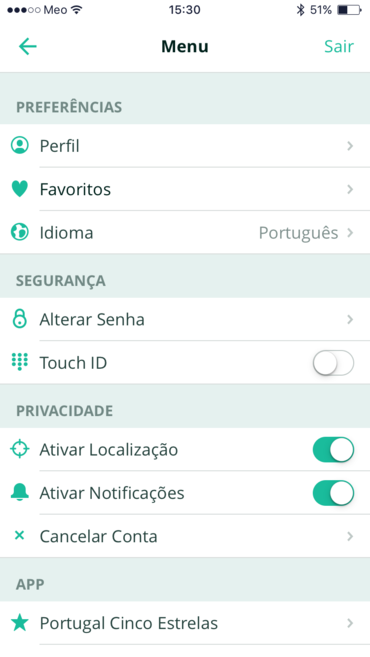 Meo 15:30 51%
Menu Sair
PREFERÊNCIAS
Perfil
Favoritos
Idioma Português
SEGURANÇA
Alterar Senha
Touch ID
PRIVACIDADE
Ativar Localização
Ativar Notificações
Cancelar Conta
APP
Portugal Cinco Estrelas